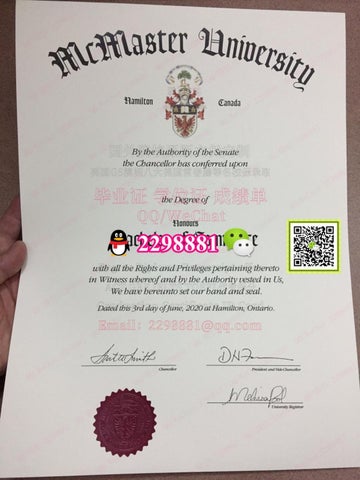 McMaster University
Hamilton Canada
By the Authority of the Senate
the Chancellor has conferred upon
毕业证 学位证 成绩单
the Degree of
QQ/WeChat
Honours
2298881
with all the Rights and Privileges pertaining thereto
in Witness whereof and by the Authority vested in Us,
We have hereunto set our hand and seal.
Dated this 3rd day of June, 2020 at Hamilton, Ontario.
Email: 2298881@qq.com
Chancellor
President and Vice-Chancellor
University Registrar